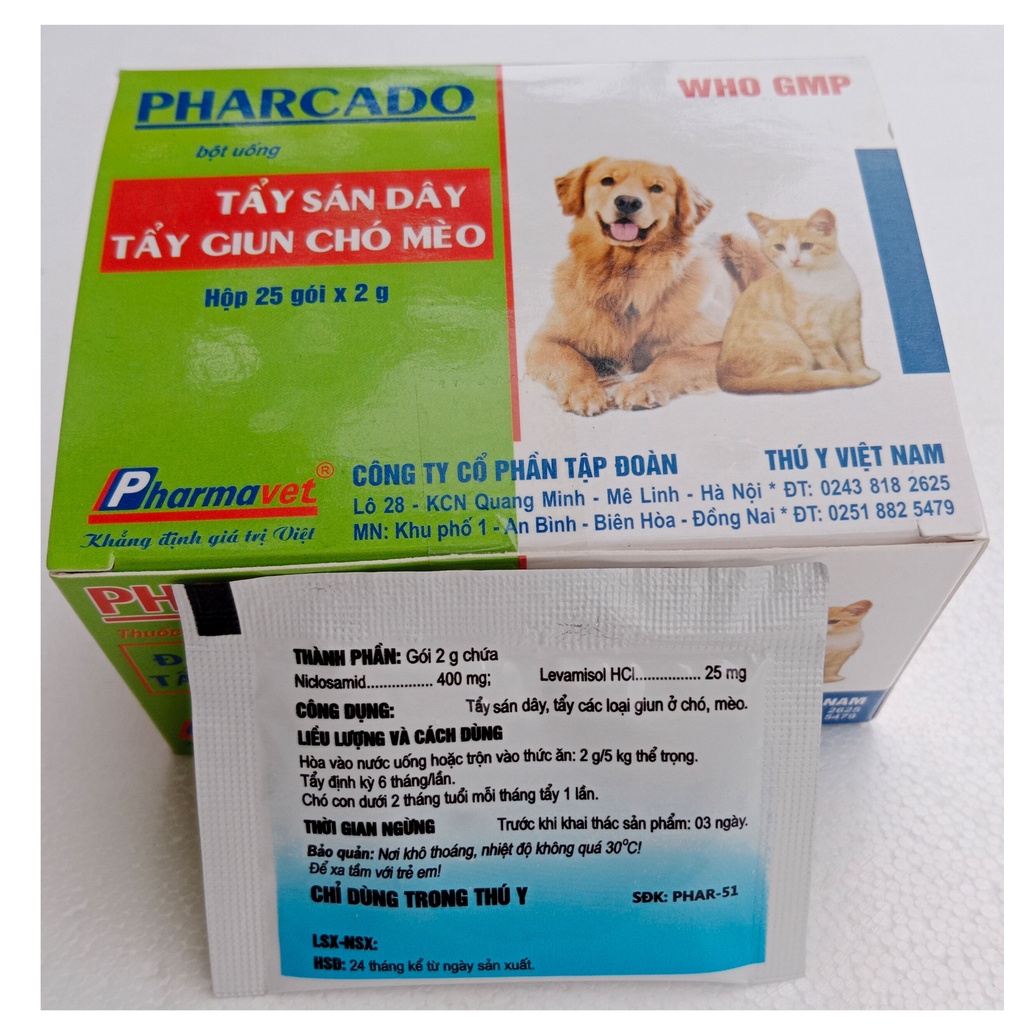 PHARCADO
bột uống
TẨY SÁN DÂY
TẨY GIUN CHÓ MÈO
Hộp 25 gói x 2 g
WHO GMP
Pharmavet®
Khẳng định giá trị Việt
CÔNG TY CỔ PHẦN TẬP ĐOÀN THÚ Y VIỆT NAM
Lô 28 - KCN Quang Minh - Mê Linh - Hà Nội * ĐT: 0243 818 2625
MN: Khu phố 1 - An Bình - Biên Hòa - Đồng Nai * ĐT: 0251 882 5479
PH
Thuốc
NAM
2625
5479
THÀNH PHẦN: Gói 2 g chứa
Niclosamid................ 400 mg; Levamisol HCl................ 25 mg
CÔNG DỤNG: Tẩy sán dây, tẩy các loại giun ở chó, mèo.
LIỀU LƯỢNG VÀ CÁCH DÙNG
Hòa vào nước uống hoặc trộn vào thức ăn: 2 g/5 kg thể trọng.
Tẩy định kỳ 6 tháng/lần.
Chó con dưới 2 tháng tuổi mỗi tháng tẩy 1 lần.
THỜI GIAN NGỪNG Trước khi khai thác sản phẩm: 03 ngày.
Bảo quản: Nơi khô thoáng, nhiệt độ không quá 30°C!
Để xa tầm với trẻ em!
CHỈ DÙNG TRONG THÚ Y SĐK: PHAR-51
LSX-NSX:
HSD: 24 tháng kể từ ngày sản xuất.